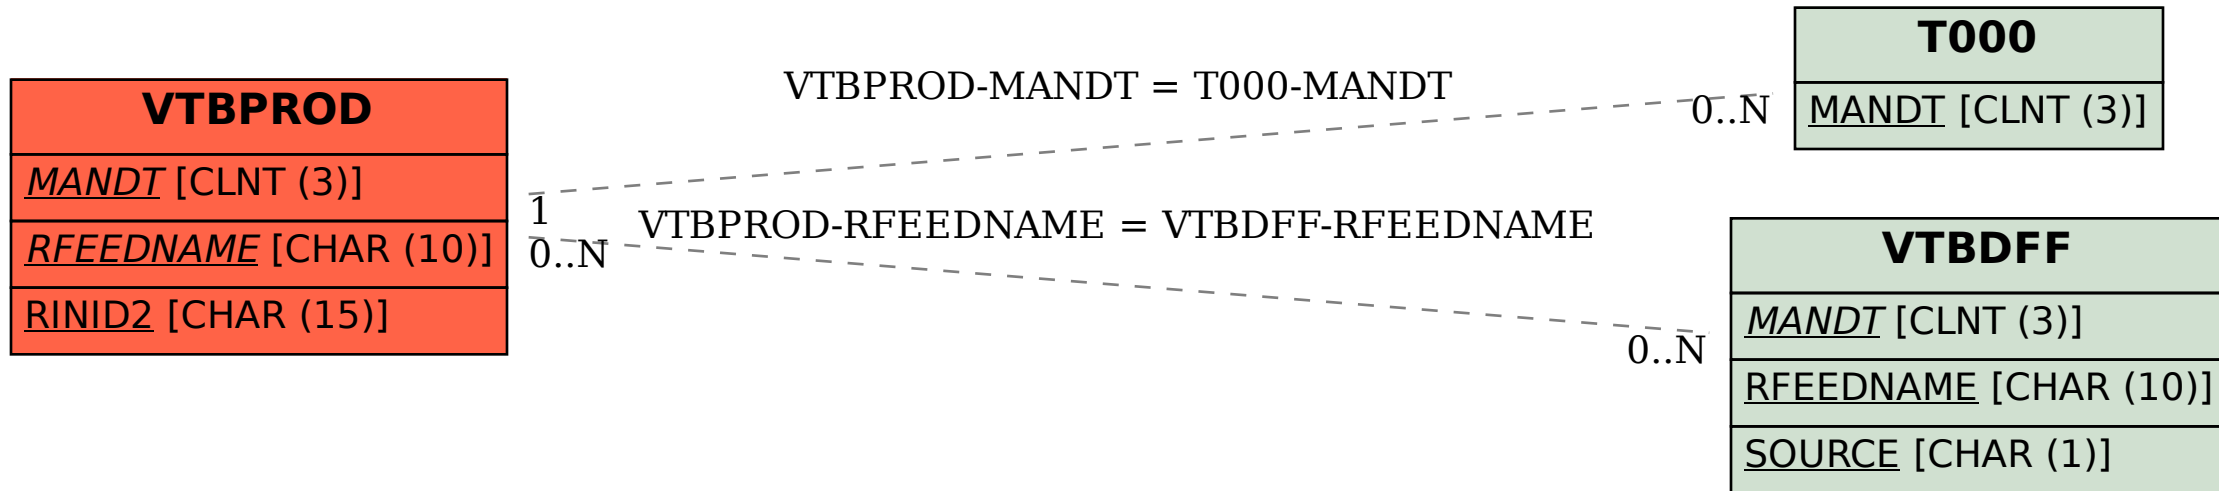 VTBPROD
MANDT [CLNT (3)]
RFEEDNAME [CHAR (10)]
RINID2 [CHAR (15)]
VTBPROD-MANDT = T000-MANDT
1
0..N
VTBPROD-RFEEDNAME = VTBDFF-RFEEDNAME
0..N
0..N
T000
MANDT [CLNT (3)]
VTBDFF
MANDT [CLNT (3)]
RFEEDNAME [CHAR (10)]
SOURCE [CHAR (1)]